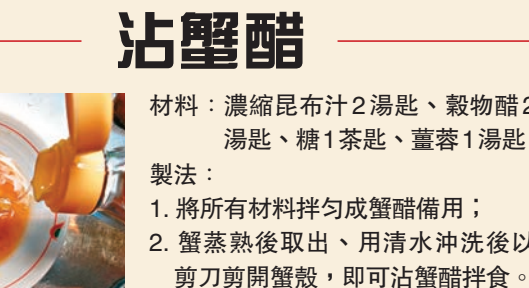 沾蟹醋
材料：濃縮昆布汁2湯匙、穀物醋2
湯匙、糖1茶匙、薑蓉1湯匙
製法：
1. 將所有材料拌勻成蟹醋備用；
2. 蟹蒸熟後取出、用清水沖洗後以
剪刀剪開蟹殼，即可沾蟹醋拌食。